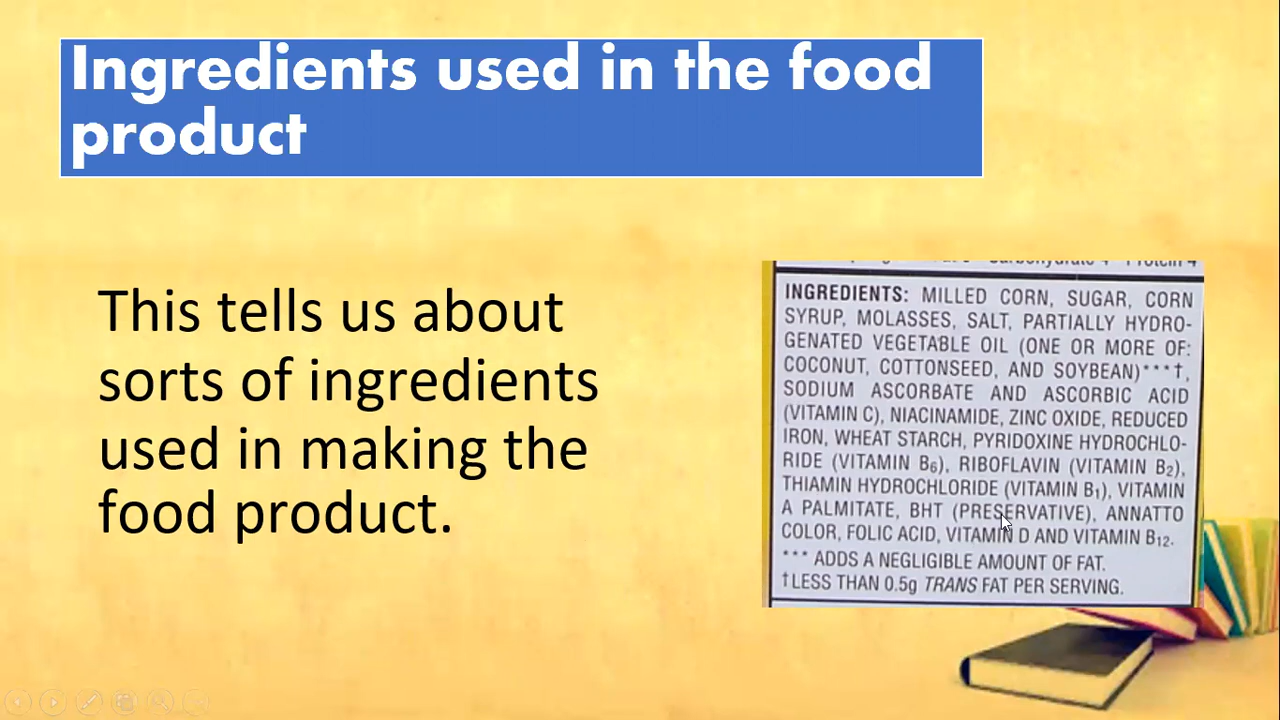 Ingredients used in the food
product
This tells us about
sorts of ingredients
used in making the
food product.
INGREDIENTS: MILLED CORN, SUGAR, CORN
SYRUP, MOLASSES, SALT, PARTIALLY HYDRO-
GENATED VEGETABLE OIL (ONE OR MORE OF:
COCONUT, COTTONSEED, AND SOYBEAN)***†,
SODIUM ASCORBATE AND ASCORBIC ACID
(VITAMIN C), NIACINAMIDE, ZINC OXIDE, REDUCED
IRON, WHEAT STARCH, PYRIDOXINE HYDROCHLO-
RIDE (VITAMIN B₆), RIBOFLAVIN (VITAMIN B₂),
THIAMIN HYDROCHLORIDE (VITAMIN B₁), VITAMIN
A PALMITATE, BHT (PRESERVATIVE), ANNATTO
COLOR, FOLIC ACID, VITAMIN D AND VITAMIN B₁₂.
*** ADDS A NEGLIGIBLE AMOUNT OF FAT.
†LESS THAN 0.5g TRANS FAT PER SERVING.